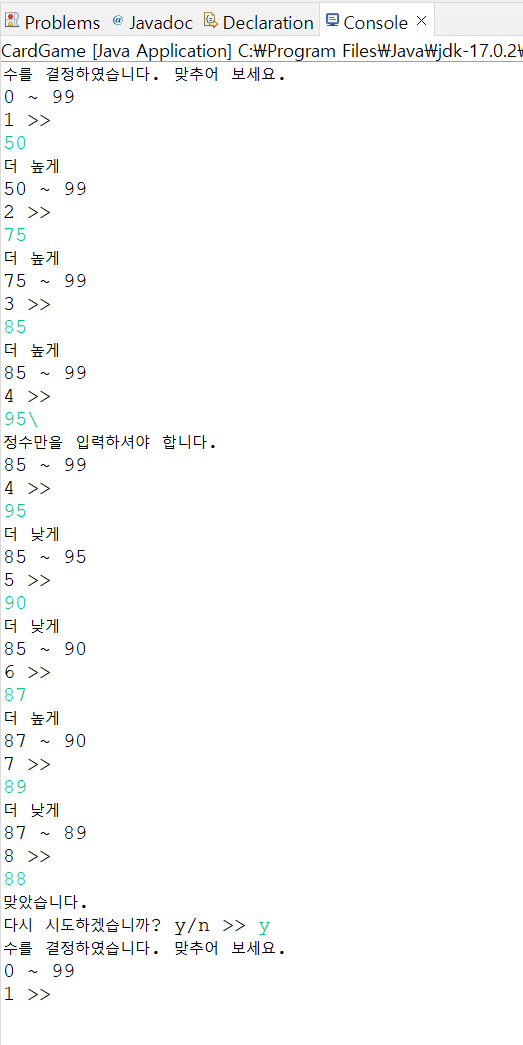 Problems @ Javadoc Declaration Console
CardGame [Java Application] C:₩Program Files₩Java₩jdk-17.0.2₩
수를 결정하였습니다. 맞추어 보세요.
0 ~ 99
1 >>
50
더 높게
50 ~ 99
2 >>
75
더 높게
75 ~ 99
3 >>
85
더 높게
85 ~ 99
4 >>
95\
정수만을 입력하셔야 합니다.
85 ~ 99
4 >>
95
더 낮게
85 ~ 95
5 >>
90
더 낮게
85 ~ 90
6 >>
87
더 높게
87 ~ 90
7 >>
89
더 낮게
87 ~ 89
8 >>
88
맞았습니다.
다시 시도하겠습니까? y/n >> y
수를 결정하였습니다. 맞추어 보세요.
0 ~ 99
1 >>